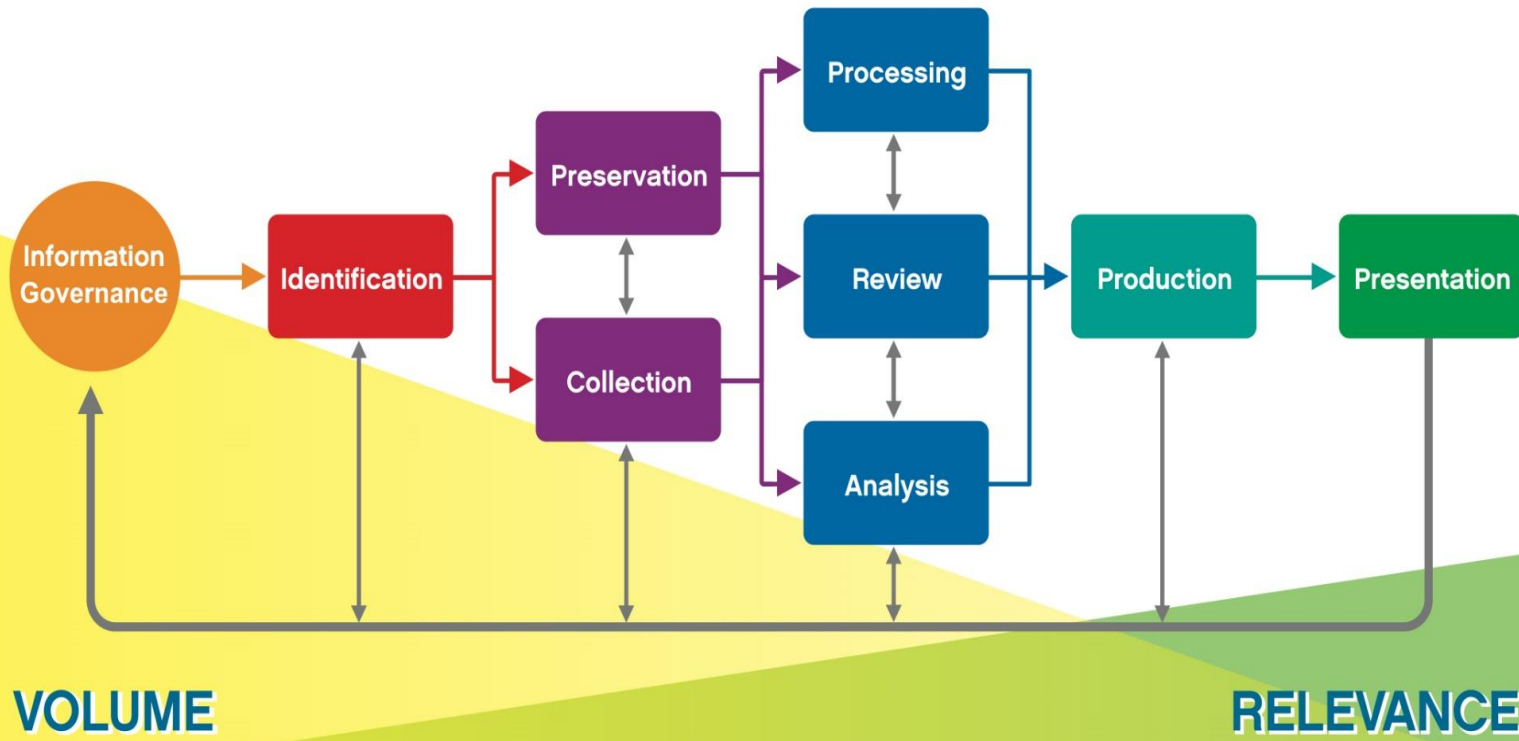 Information
Governance
Identification
Preservation
Collection
Processing
Review
Analysis
Production
Presentation
VOLUME
RELEVANCE